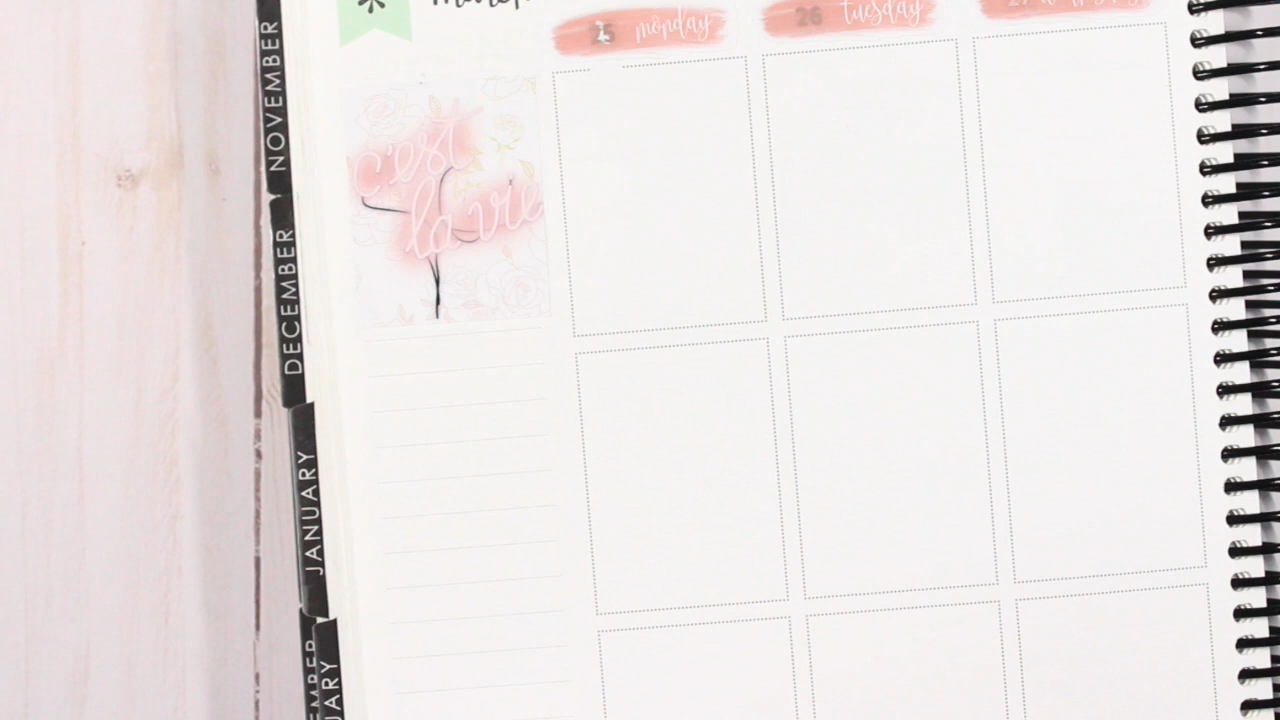 monday
26 tuesday
c'est
la vie
NOVEMBER
DECEMBER
JANUARY